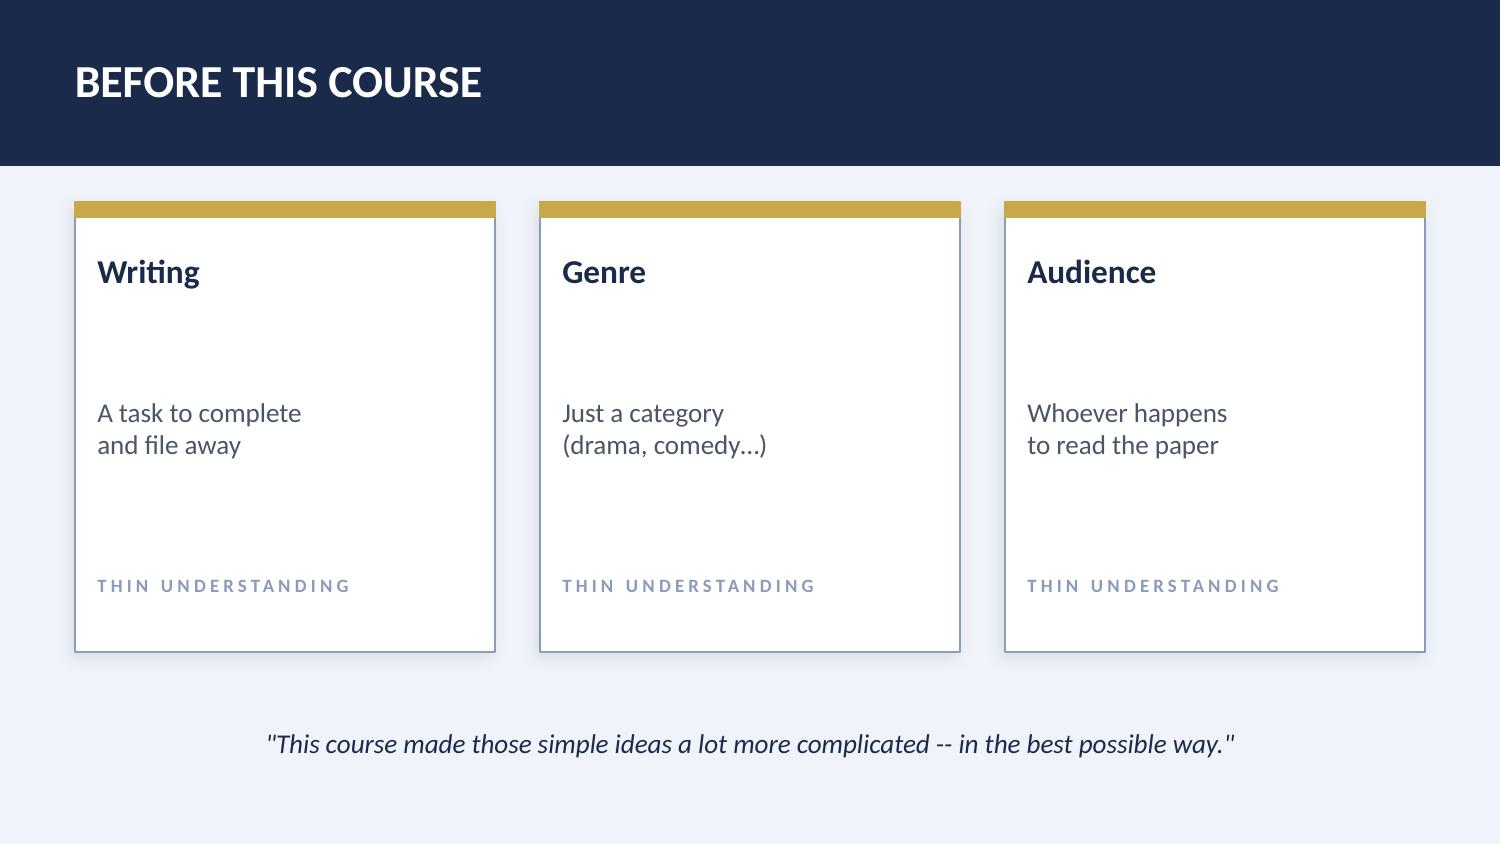 BEFORE THIS COURSE
Writing
A task to complete
and file away
THIN UNDERSTANDING
Genre
Just a category
(drama, comedy...)
THIN UNDERSTANDING
Audience
Whoever happens
to read the paper
THIN UNDERSTANDING
"This course made those simple ideas a lot more complicated -- in the best possible way."